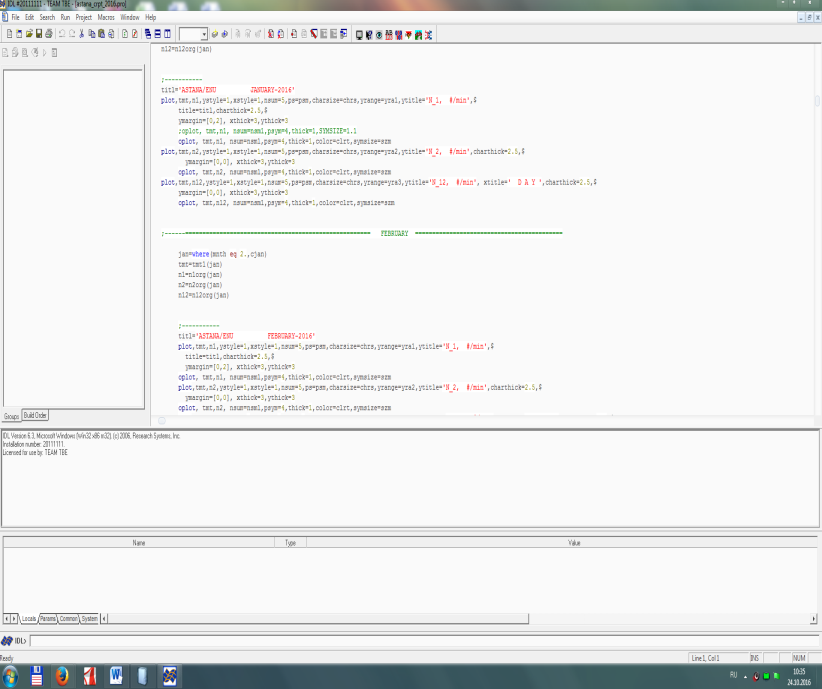 IDL #20111111 - TEAM TBE - [astana_crpt_2016.pro]
File Edit Search Run Project Macros Window Help
n12=n12org(jan)
;-----------
titl='ASTANA/ENU JANUARY-2016'
plot,tmt,n1,ystyle=1,xstyle=1,nsum=5,ps=psm,charsize=chrs,yrange=yra1,ytitle='N_1, #/min',$
title=titl,charthick=2.5,$
ymargin=[0,2], xthick=3,ythick=3
;oplot, tmt,n1, nsum=nsm1,psym=4,thick=1,SYMSIZE=1.1
oplot, tmt,n1, nsum=nsm1,psym=4,thick=1,color=clrt,symsize=szm
plot,tmt,n2,ystyle=1,xstyle=1,nsum=5,ps=psm,charsize=chrs,yrange=yra2,ytitle='N_2, #/min',charthick=2.5,$
ymargin=[0,0], xthick=3,ythick=3
oplot, tmt,n2, nsum=nsm1,psym=4,thick=1,color=clrt,symsize=szm
plot,tmt,n12,ystyle=1,xstyle=1,nsum=5,ps=psm,charsize=chrs,yrange=yra3,ytitle='N_12, #/min', xtitle=' D A Y ',charthick=2.5,$
ymargin=[0,0], xthick=3,ythick=3
oplot, tmt,n12, nsum=nsm1,psym=4,thick=1,color=clrt,symsize=szm
;------====================================================== FEBRUARY ===========================================
jan=where(mnth eq 2.,cjan)
tmt=tmt1(jan)
n1=n1org(jan)
n2=n2org(jan)
n12=n12org(jan)
;-----------
titl='ASTANA/ENU FEBRUARY-2016'
plot,tmt,n1,ystyle=1,xstyle=1,nsum=5,ps=psm,charsize=chrs,yrange=yra1,ytitle='N_1, #/min',$
title=titl,charthick=2.5,$
ymargin=[0,2], xthick=3,ythick=3
oplot, tmt,n1, nsum=nsm1,psym=4,thick=1,color=clrt,symsize=szm
plot,tmt,n2,ystyle=1,xstyle=1,nsum=5,ps=psm,charsize=chrs,yrange=yra2,ytitle='N_2, #/min',charthick=2.5,$
ymargin=[0,0], xthick=3,ythick=3
oplot, tmt,n2, nsum=nsm1,psym=4,thick=1,color=clrt,symsize=szm
Groups Build Order
IDL Version 6.3, Microsoft Windows (Win32 x86 m32). (c) 2006, Research Systems, Inc.
Installation number: 20111111.
Licensed for use by: TEAM TBE
Name Type Value
Locals Params Common System
IDL>
Ready Line:1, Col:1 INS NUM
RU 10:35
24.10.2016